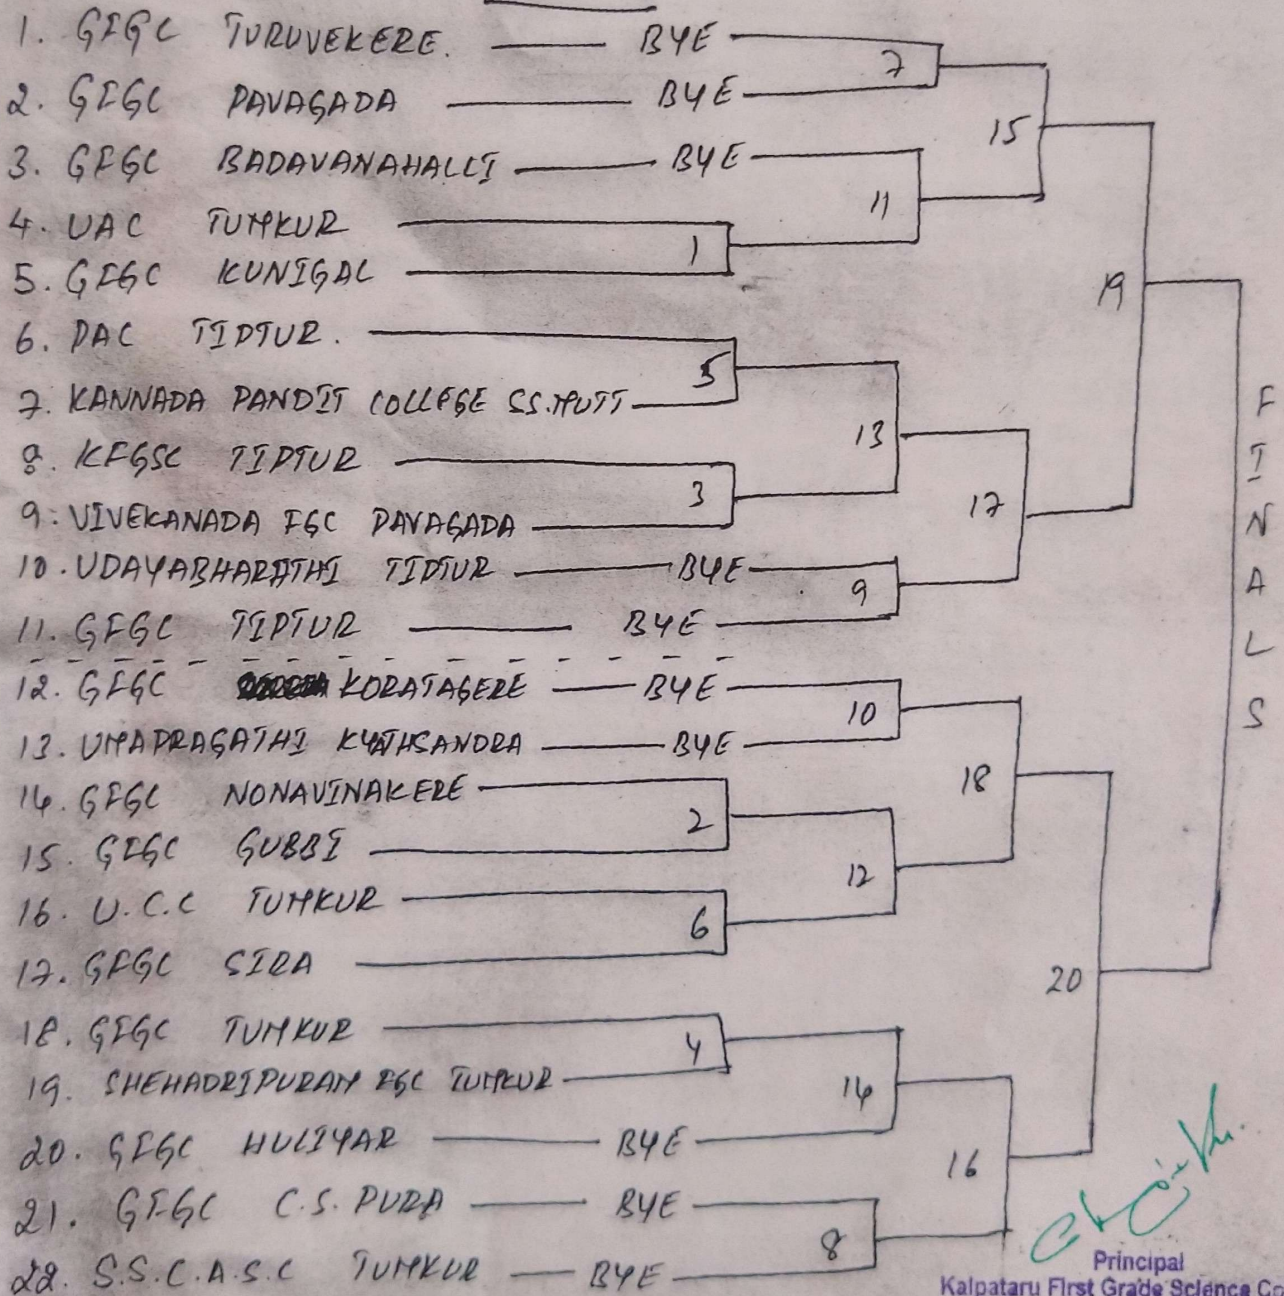 1. GFGC TURUVEKERE. BYE
7
2. GFGC PAVAGADA BYE
15
3. GFGC BADAVANAHALLI BYE
11
4. UAC TUMKUR
1
5. GFGC KUNIGAL
19
6. PAC TIPTUR.
5
7. KANNADA PANDIT COLLEGE SS.MUTT
13
8. KFGSC TIPTUR
3
17
9. VIVEKANADA FGC PAVAGADA
10. UDAYABHARATHI TIPTUR BYE
9
11. GFGC TIPTUR BYE
FINALS
12. GFGC KORATAGERE BYE
10
13. UMAPRAGATHI KYATHSANDRA BYE
18
14. GFGC NONAVINAKERE
2
15. GFGC GUBBI
12
16. U.C.C TUMKUR
6
17. GFGC SIRA
20
18. GFGC TUMKUR
4
19. SHEHADRIPURAM FGC TUMKUR
14
20. GFGC HULIYAR BYE
16
21. GFGC C.S. PURA BYE
8
22. S.S.C.A.S.C TUMKUR BYE
Principal
Kalpataru First Grade Science Co